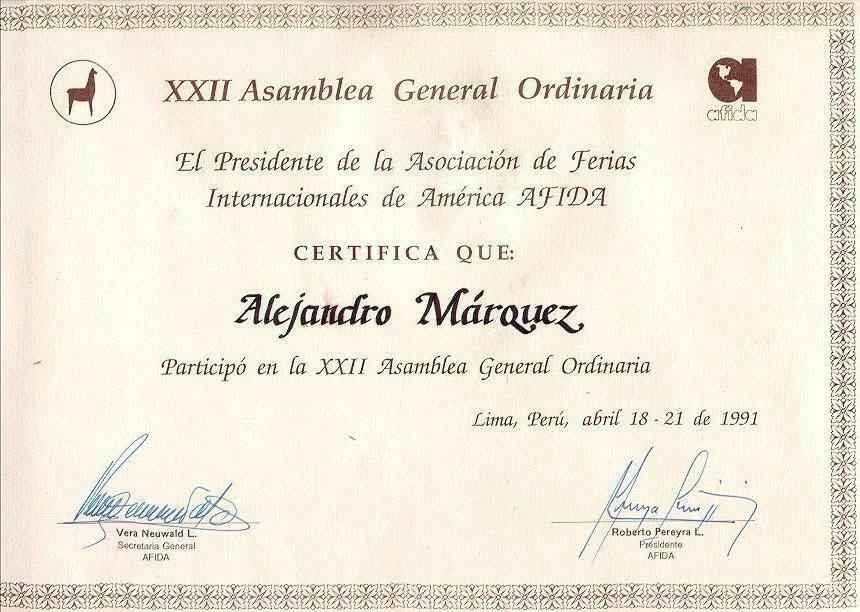 XXII Asamblea General Ordinaria
afida
El Presidente de la Asociación de Ferias
Internacionales de América AFIDA
CERTIFICA QUE:
Alejandro Márquez
Participó en la XXII Asamblea General Ordinaria
Lima, Perú, abril 18 - 21 de 1991
Vera Neuwald L.
Secretaria General
AFIDA
Roberto Pereyra L.
Présidente
AFIDA